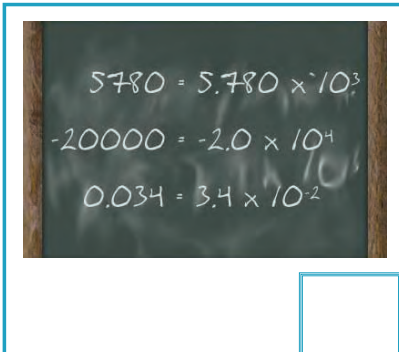 5780 = 5.780 x 10³
-20000 = -2.0 x 10⁴
0.034 = 3.4 x 10⁻²